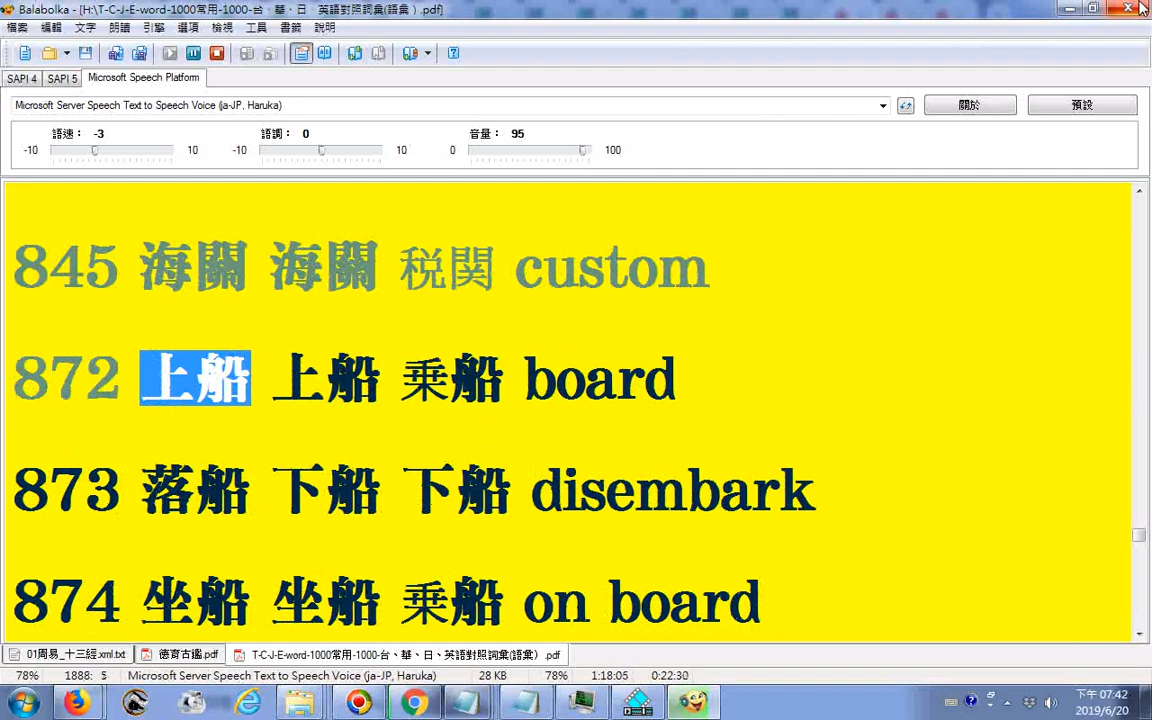 Balabolka - [H:\T-C-J-E-word-1000常用-1000-台、華、日、英語對照詞彙(語彙).pdf]
檔案 編輯 文字 朗讀 引擎 選項 檢視 工具 書籤 說明
SAPI 4 SAPI 5 Microsoft Speech Platform
Microsoft Server Speech Text to Speech Voice (ja-JP, Haruka) 關於 預設
語速： -3 語調： 0 音量： 95
-10 10 -10 10 0 100
845 海關 海關 税関 custom
872 上船 上船 乗船 board
873 落船 下船 下船 disembark
874 坐船 坐船 乗船 on board
01周易_十三經.xml.txt 德育古鑑.pdf T-C-J-E-word-1000常用-1000-台、華、日、英語對照詞彙(語彙).pdf
78% 1888: 5 Microsoft Server Speech Text to Speech Voice (ja-JP, Haruka) 28 KB 78% 1:18:05 0:22:30
下午 07:42
2019/6/20